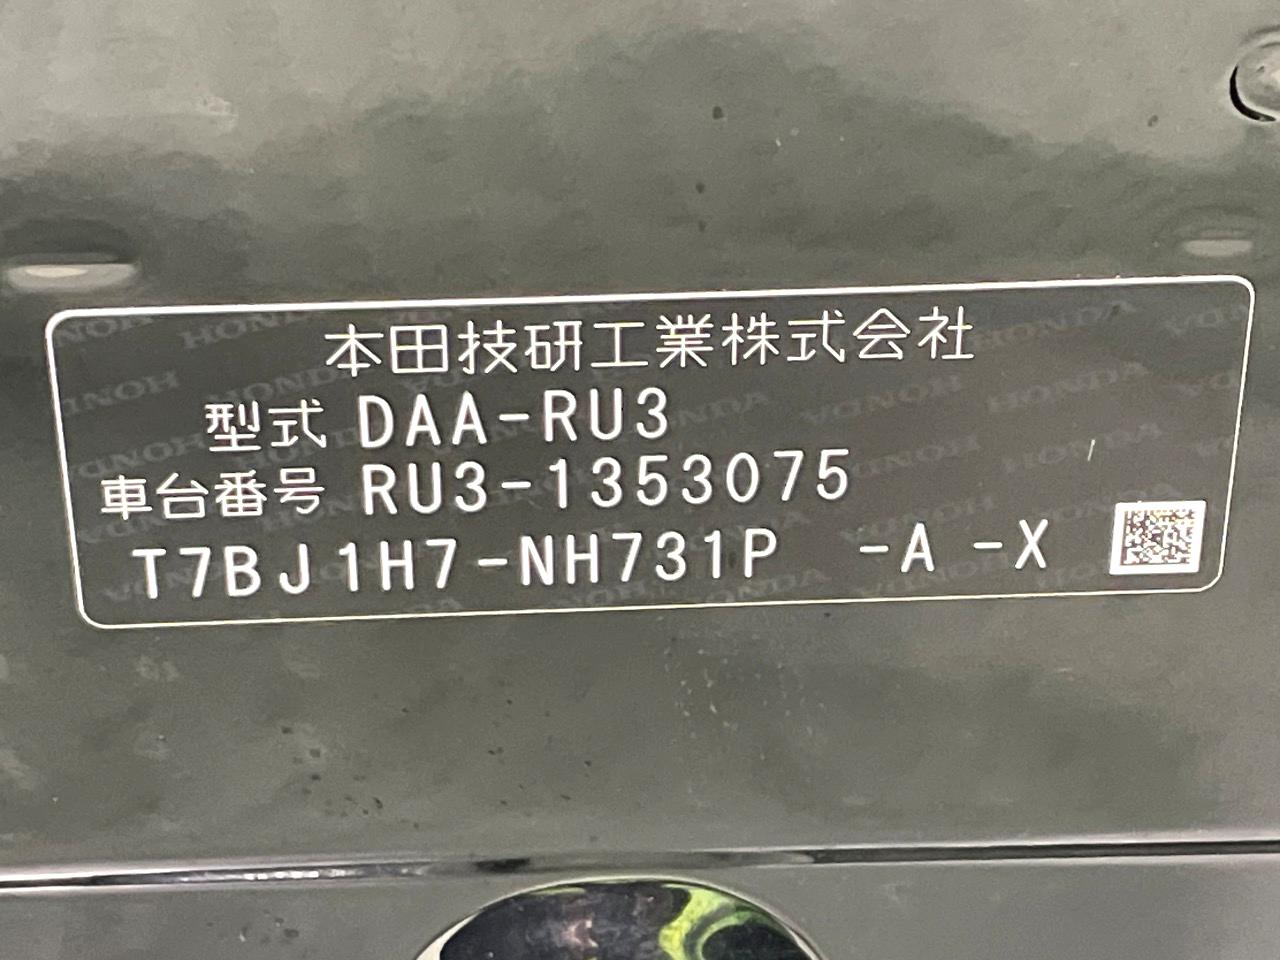 本田技研工業株式会社
型式 DAA-RU3
車台番号 RU3-1353075
T7BJ1H7-NH731P -A -X